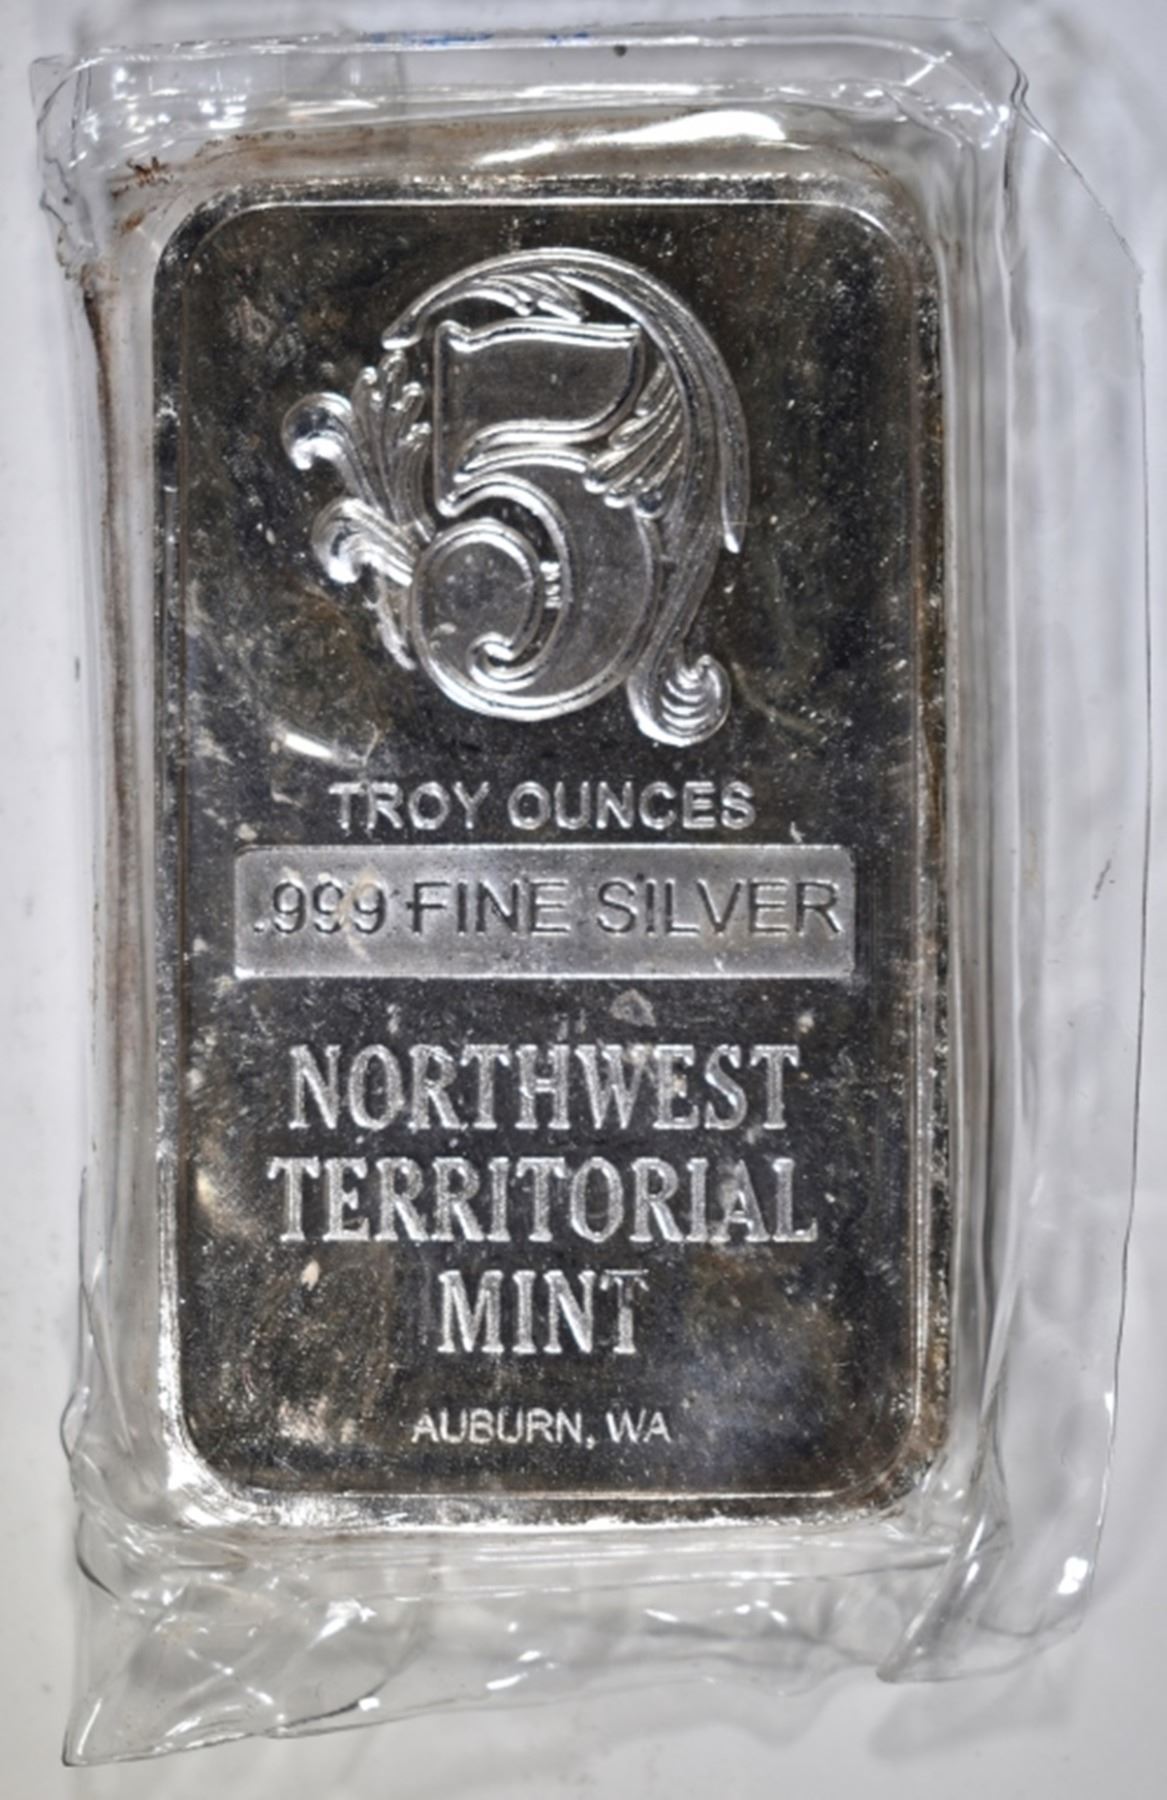 5
TROY OUNCES
.999 FINE SILVER
NORTHWEST
TERRITORIAL
MINT
AUBURN, WA